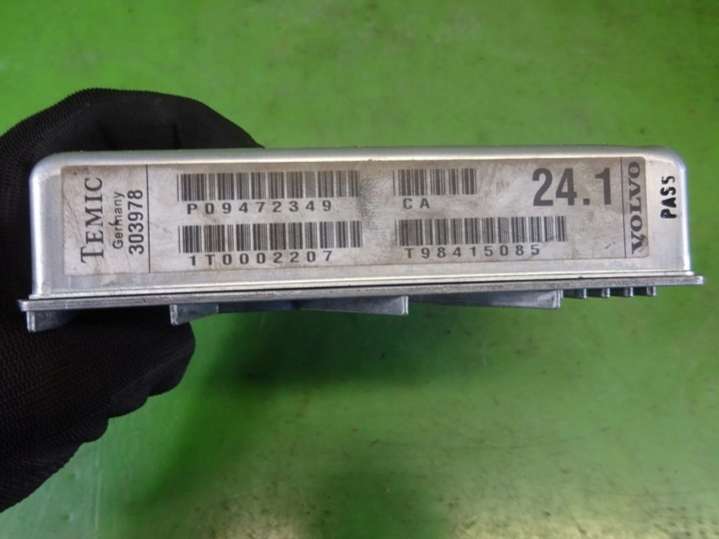 TEMIC
Germany
303978
P09472349
CA
24.1
1T0002207
T98415085
VOLVO
PASS